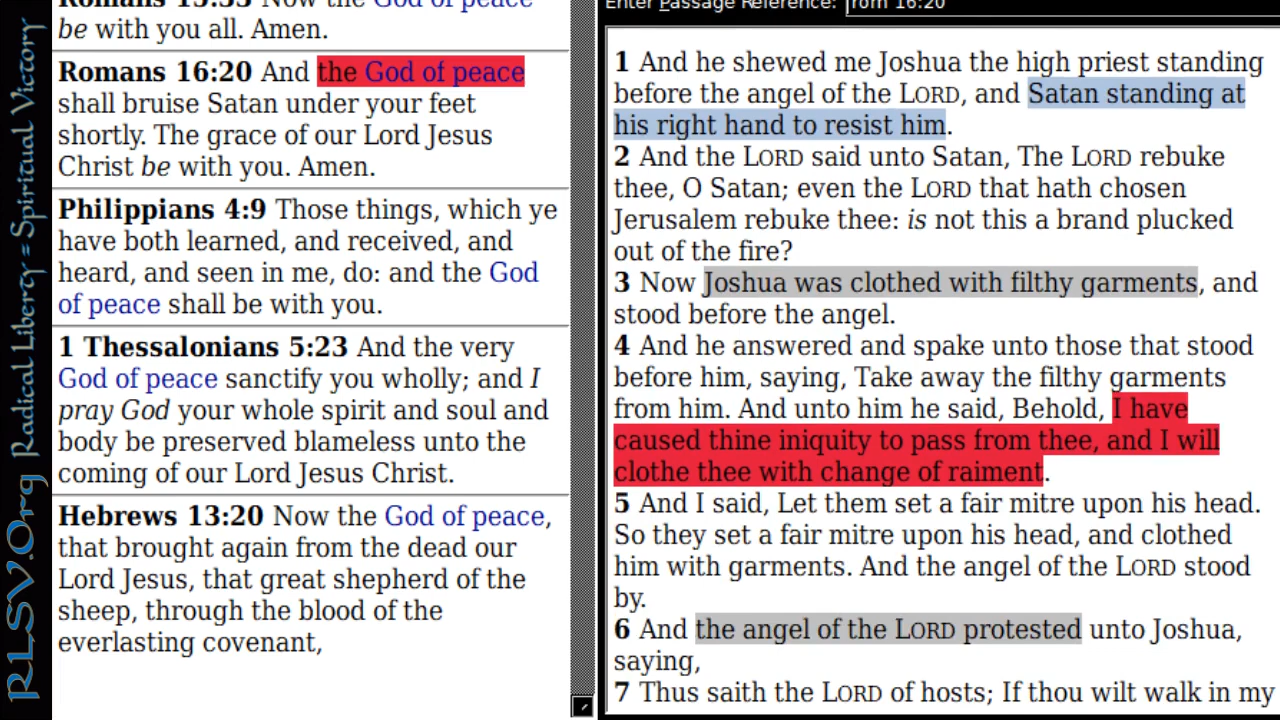 RLSV.Org Radical Liberty = Spiritual Victory
Romans 15:33 Now the God of peace
be with you all. Amen.
Romans 16:20 And the God of peace
shall bruise Satan under your feet
shortly. The grace of our Lord Jesus
Christ be with you. Amen.
Philippians 4:9 Those things, which ye
have both learned, and received, and
heard, and seen in me, do: and the God
of peace shall be with you.
1 Thessalonians 5:23 And the very
God of peace sanctify you wholly; and I
pray God your whole spirit and soul and
body be preserved blameless unto the
coming of our Lord Jesus Christ.
Hebrews 13:20 Now the God of peace,
that brought again from the dead our
Lord Jesus, that great shepherd of the
sheep, through the blood of the
everlasting covenant,
Enter Passage Reference: rom 16:20
1 And he shewed me Joshua the high priest standing
before the angel of the LORD, and Satan standing at
his right hand to resist him.
2 And the LORD said unto Satan, The LORD rebuke
thee, O Satan; even the LORD that hath chosen
Jerusalem rebuke thee: is not this a brand plucked
out of the fire?
3 Now Joshua was clothed with filthy garments, and
stood before the angel.
4 And he answered and spake unto those that stood
before him, saying, Take away the filthy garments
from him. And unto him he said, Behold, I have
caused thine iniquity to pass from thee, and I will
clothe thee with change of raiment.
5 And I said, Let them set a fair mitre upon his head.
So they set a fair mitre upon his head, and clothed
him with garments. And the angel of the LORD stood
by.
6 And the angel of the LORD protested unto Joshua,
saying,
7 Thus saith the LORD of hosts; If thou wilt walk in my